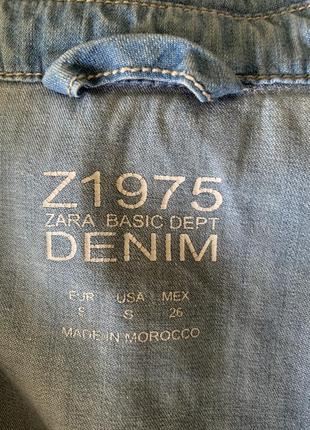 Z1975
ZARA BASIC DEPT
DENIM
EUR USA MEX
S S 26
MADE IN MOROCCO